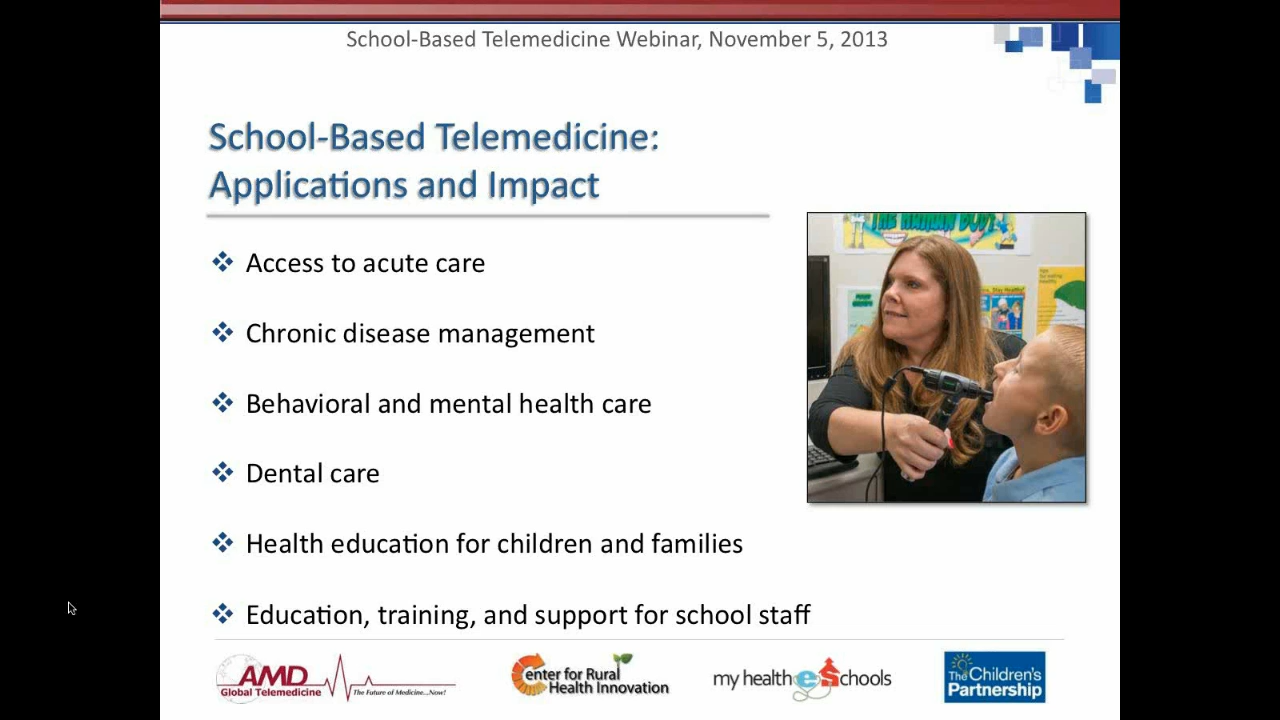 School-Based Telemedicine Webinar, November 5, 2013
School-Based Telemedicine:
Applications and Impact
THE HUMAN BODY
❖ Access to acute care
❖ Chronic disease management
❖ Behavioral and mental health care
❖ Dental care
❖ Health education for children and families
❖ Education, training, and support for school staff
AMD
Global Telemedicine
The Future of Medicine...Now!
Center for Rural
Health Innovation
my health e Schools
The Children's
Partnership